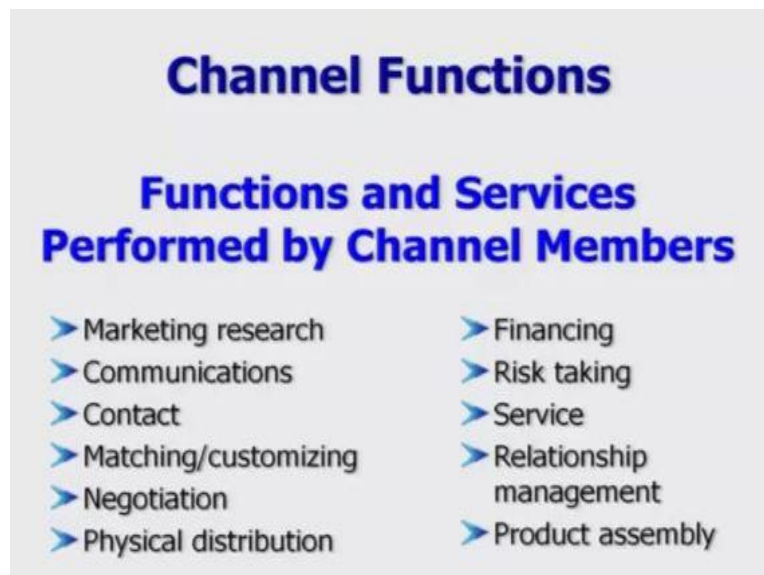 Channel Functions
Functions and Services
Performed by Channel Members
Marketing research
Communications
Contact
Matching/customizing
Negotiation
Physical distribution
Financing
Risk taking
Service
Relationship
management
Product assembly